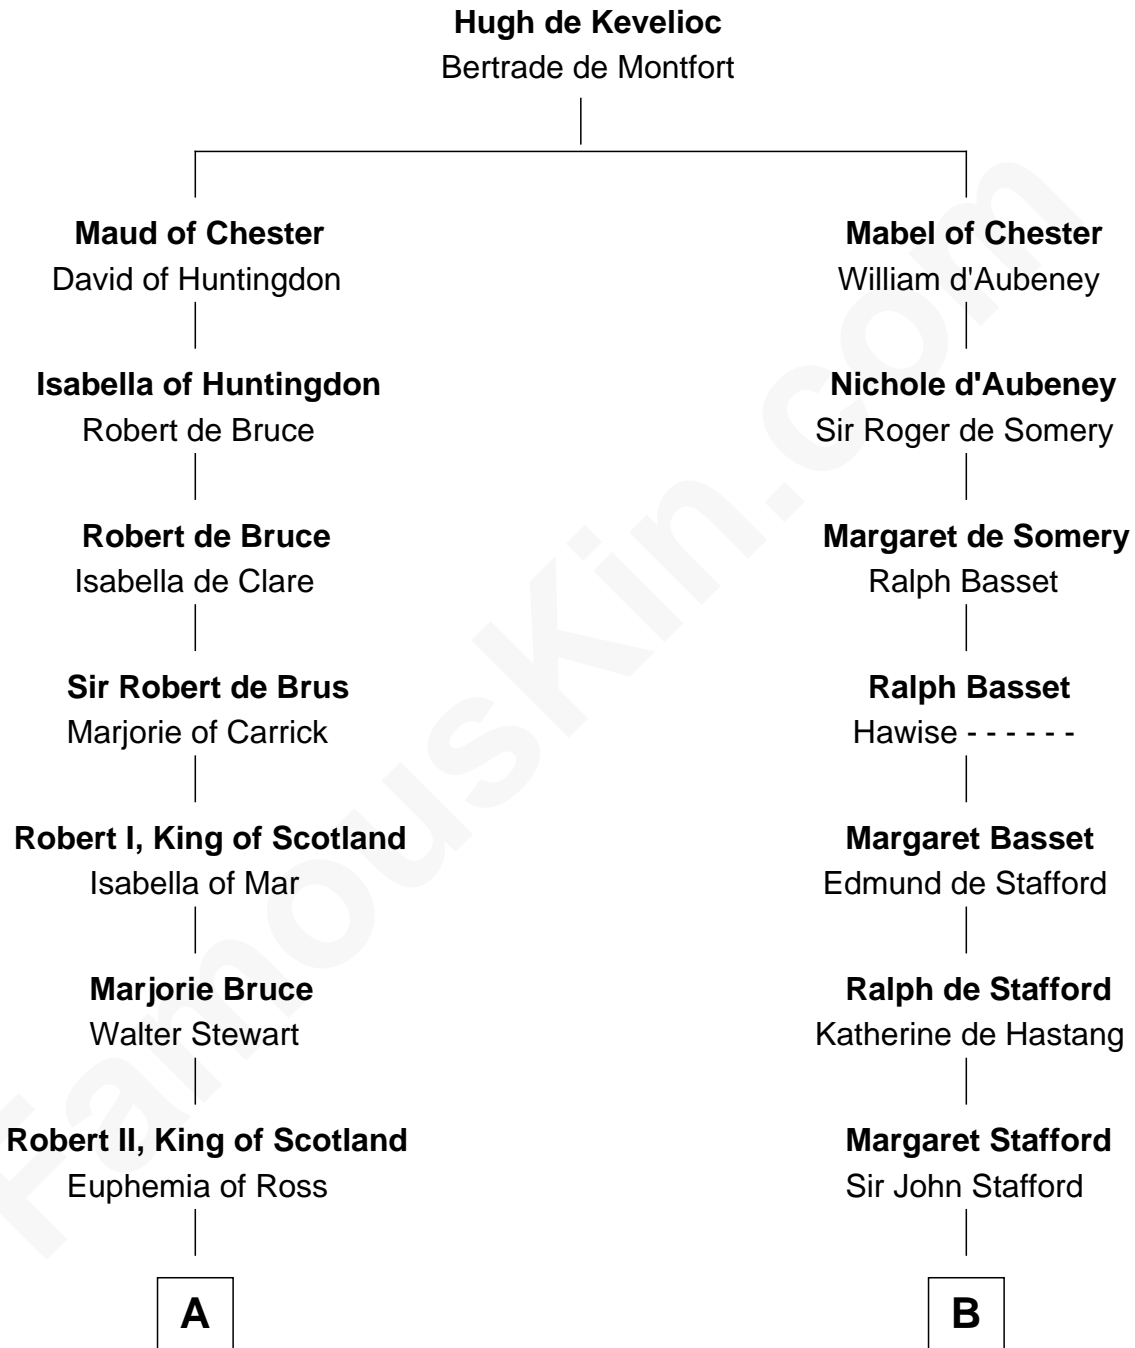 Hugh de Kevelioc
Bertrade de Montfort
Maud of Chester
David of Huntingdon
Isabella of Huntingdon
Robert de Bruce
Robert de Bruce
Isabella de Clare
Sir Robert de Brus
Marjorie of Carrick
Robert I, King of Scotland
Isabella of Mar
Marjorie Bruce
Walter Stewart
Robert II, King of Scotland
Euphemia of Ross
A
Mabel of Chester
William d'Aubeney
Nichole d'Aubeney
Sir Roger de Somery
Margaret de Somery
Ralph Basset
Ralph Basset
Hawise - - - - - -
Margaret Basset
Edmund de Stafford
Ralph de Stafford
Katherine de Hastang
Margaret Stafford
Sir John Stafford
B
FamousKin.com